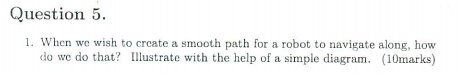 Question 5.
1. When we wish to create a smooth path for a robot to navigate along, how
do we do that? Illustrate with the help of a simple diagram. (10marks)